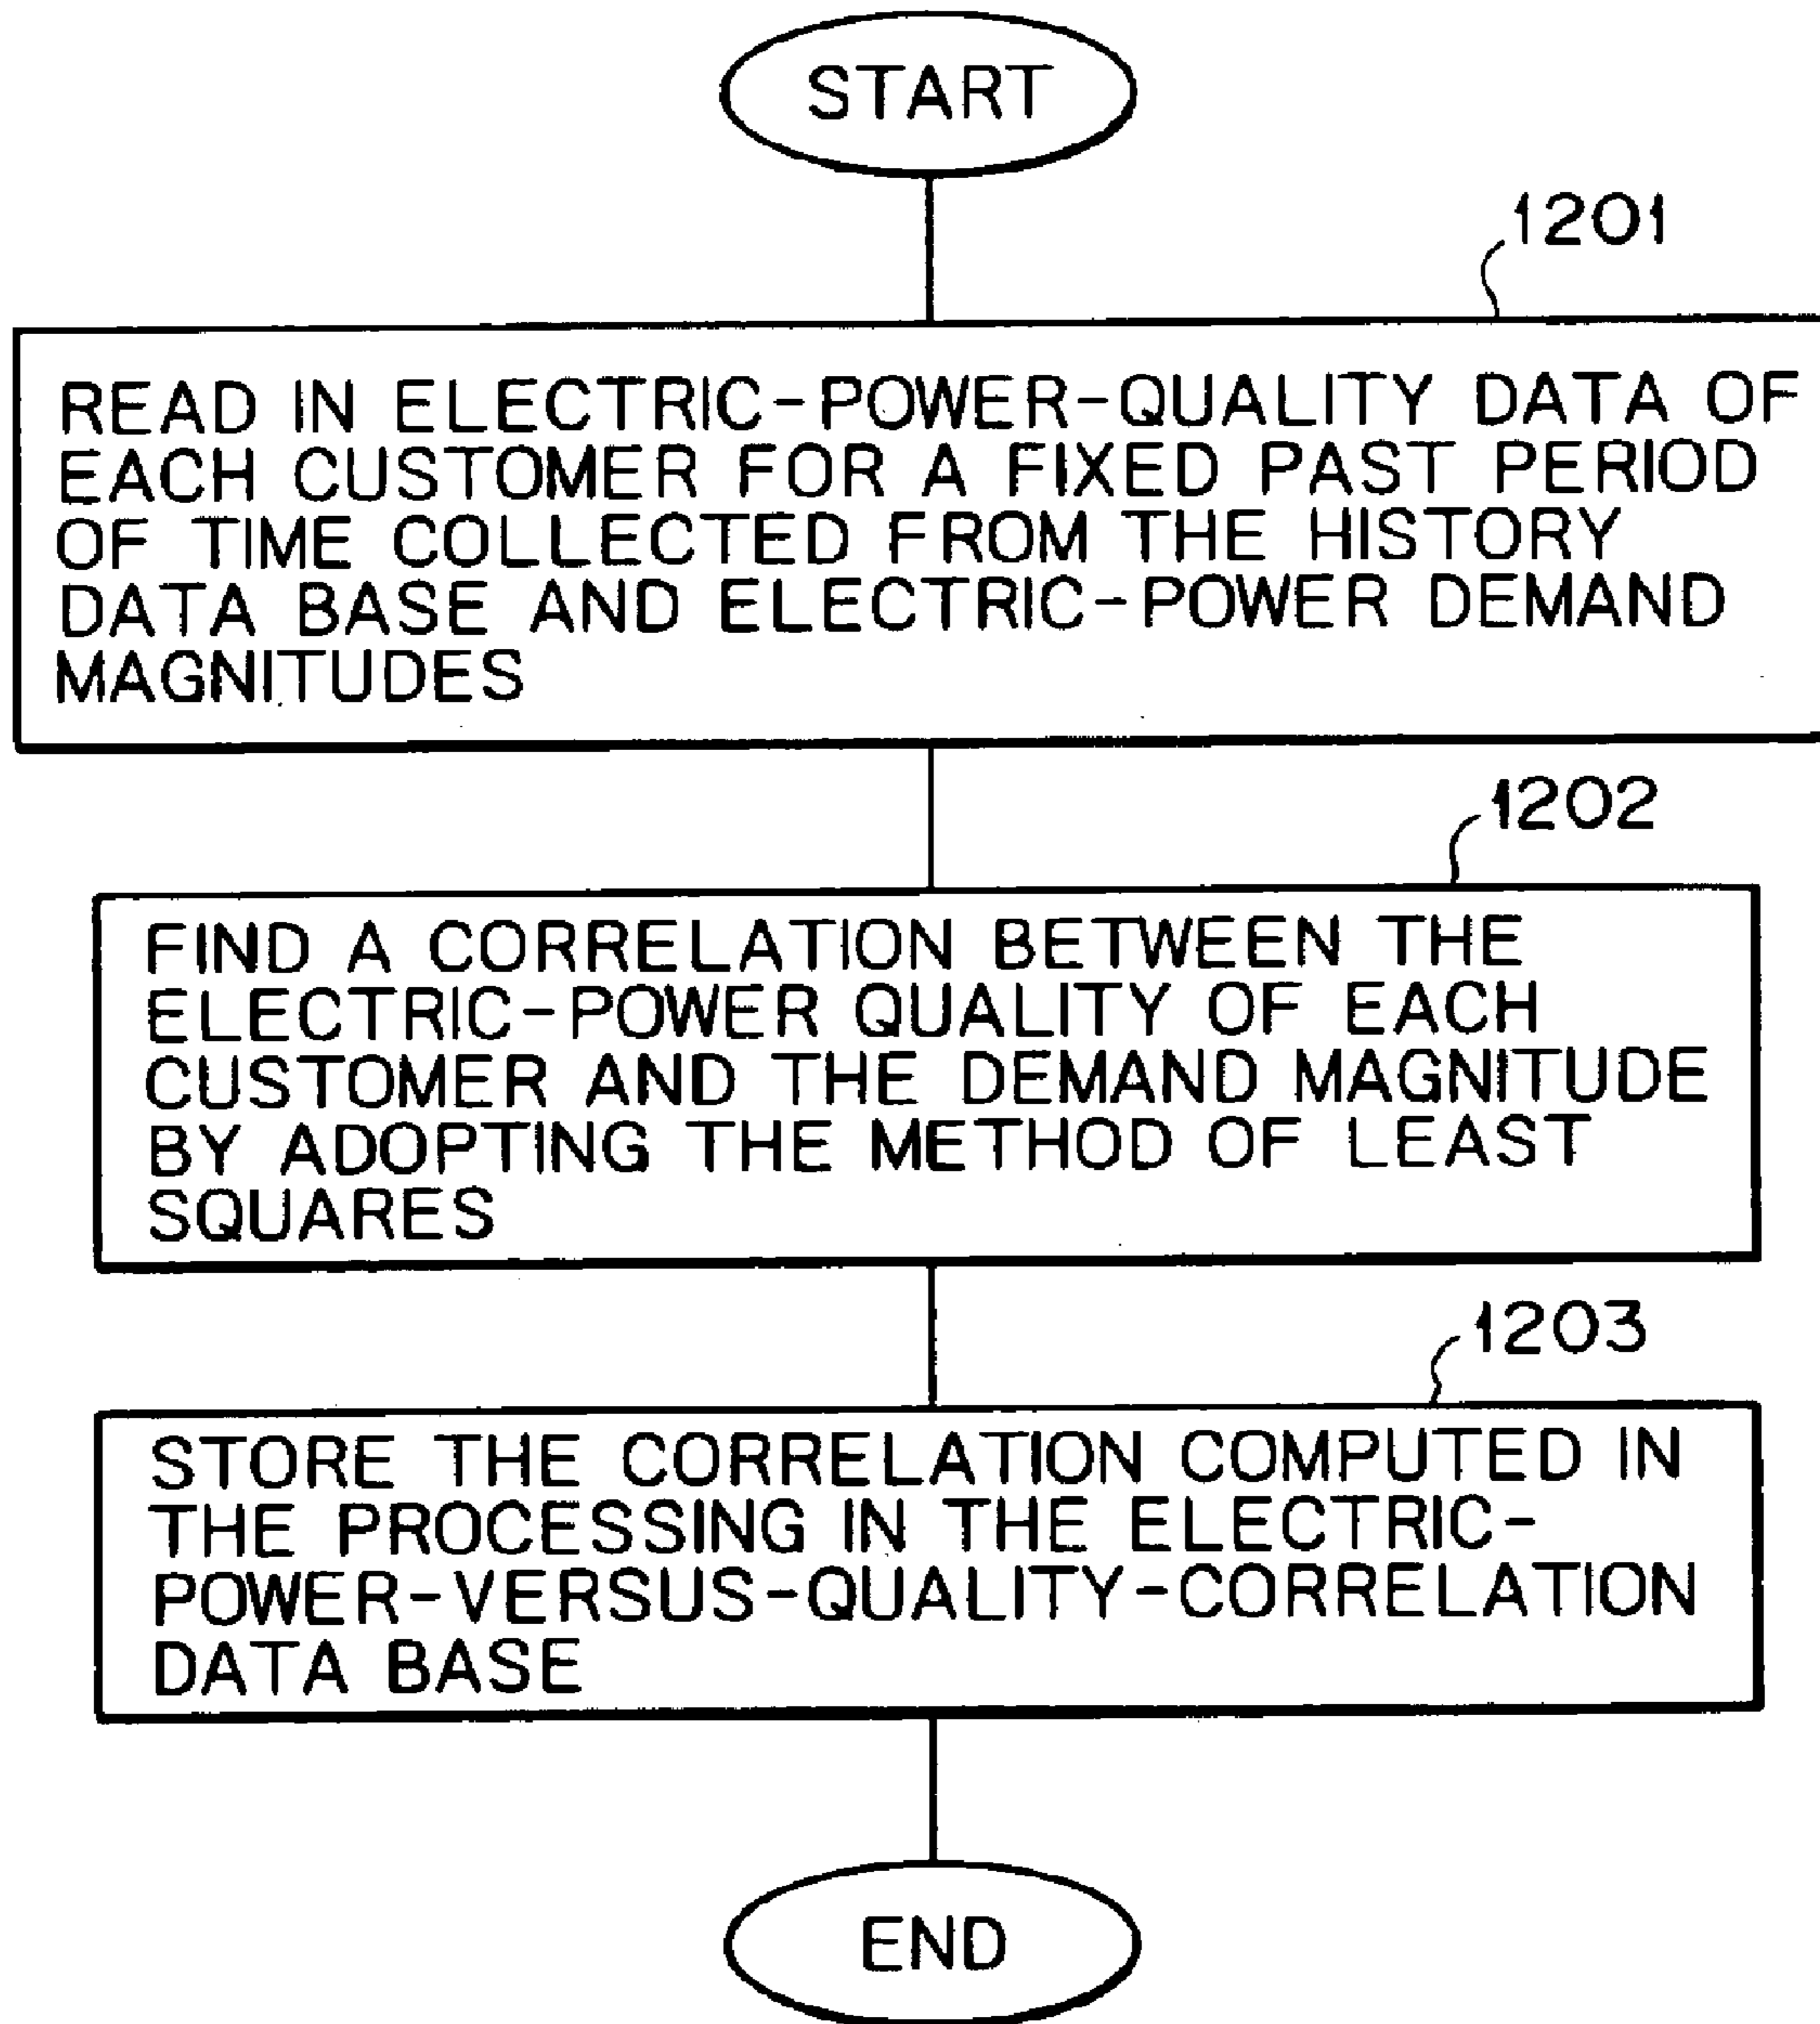 START
1201
READ IN ELECTRIC-POWER-QUALITY DATA OF
EACH CUSTOMER FOR A FIXED PAST PERIOD
OF TIME COLLECTED FROM THE HISTORY
DATA BASE AND ELECTRIC-POWER DEMAND
MAGNITUDES
1202
FIND A CORRELATION BETWEEN THE
ELECTRIC-POWER QUALITY OF EACH
CUSTOMER AND THE DEMAND MAGNITUDE
BY ADOPTING THE METHOD OF LEAST
SQUARES
1203
STORE THE CORRELATION COMPUTED IN
THE PROCESSING IN THE ELECTRIC-
POWER-VERSUS-QUALITY-CORRELATION
DATA BASE
END